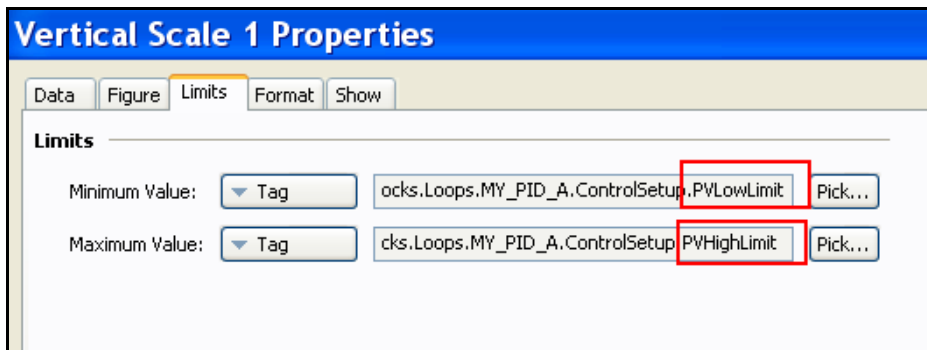 Vertical Scale 1 Properties
Data Figure Limits Format Show
Limits
Minimum Value: Tag ocks.Loops.MY_PID_A.ControlSetup.PVLowLimit Pick...
Maximum Value: Tag cks.Loops.MY_PID_A.ControlSetup.PVHighLimit Pick...